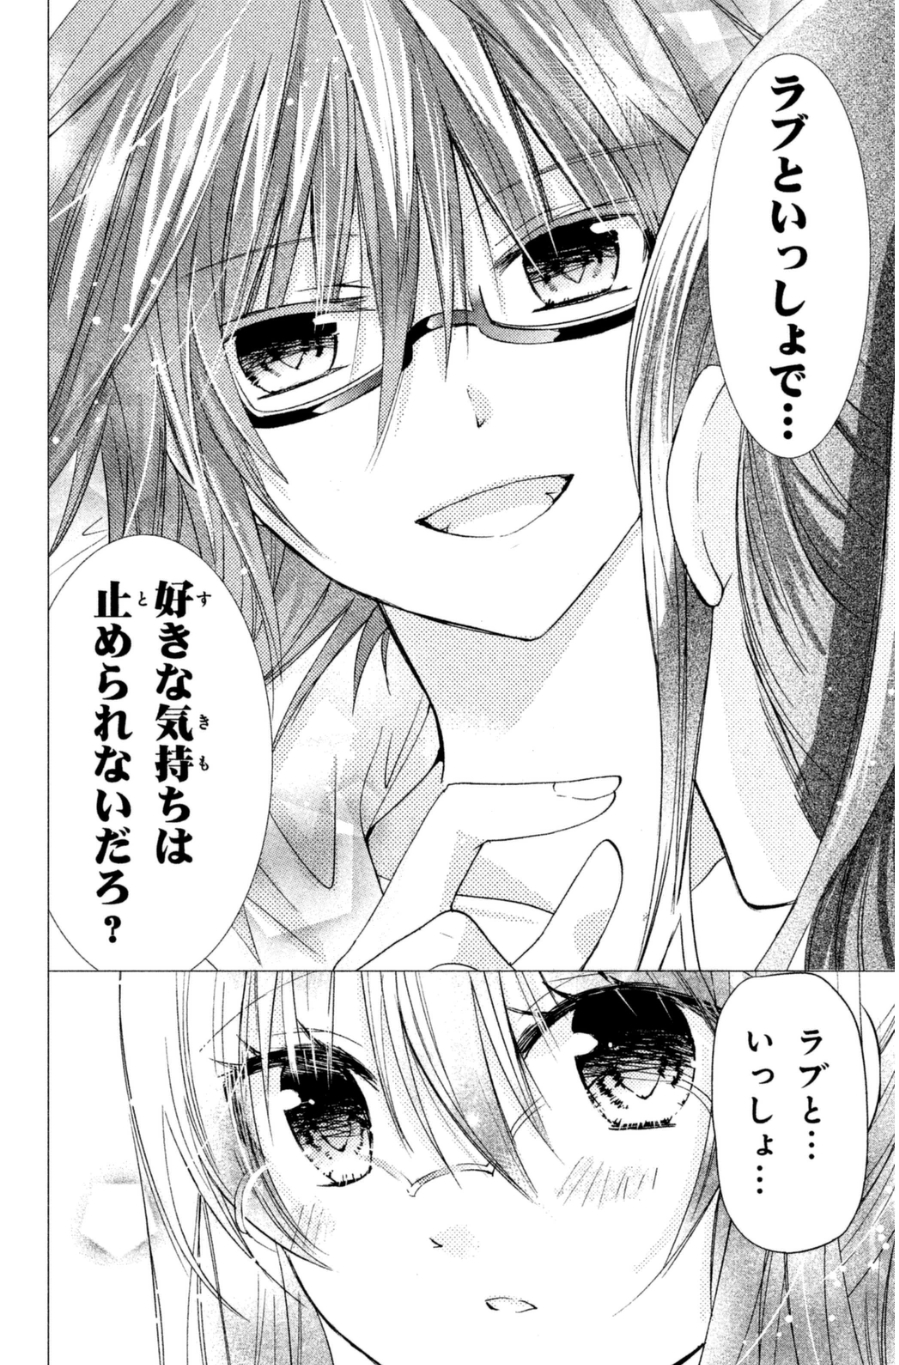 ラブといっしょで…
好きな気持ちは
止められないだろ？
ラブと…
いっしょ…